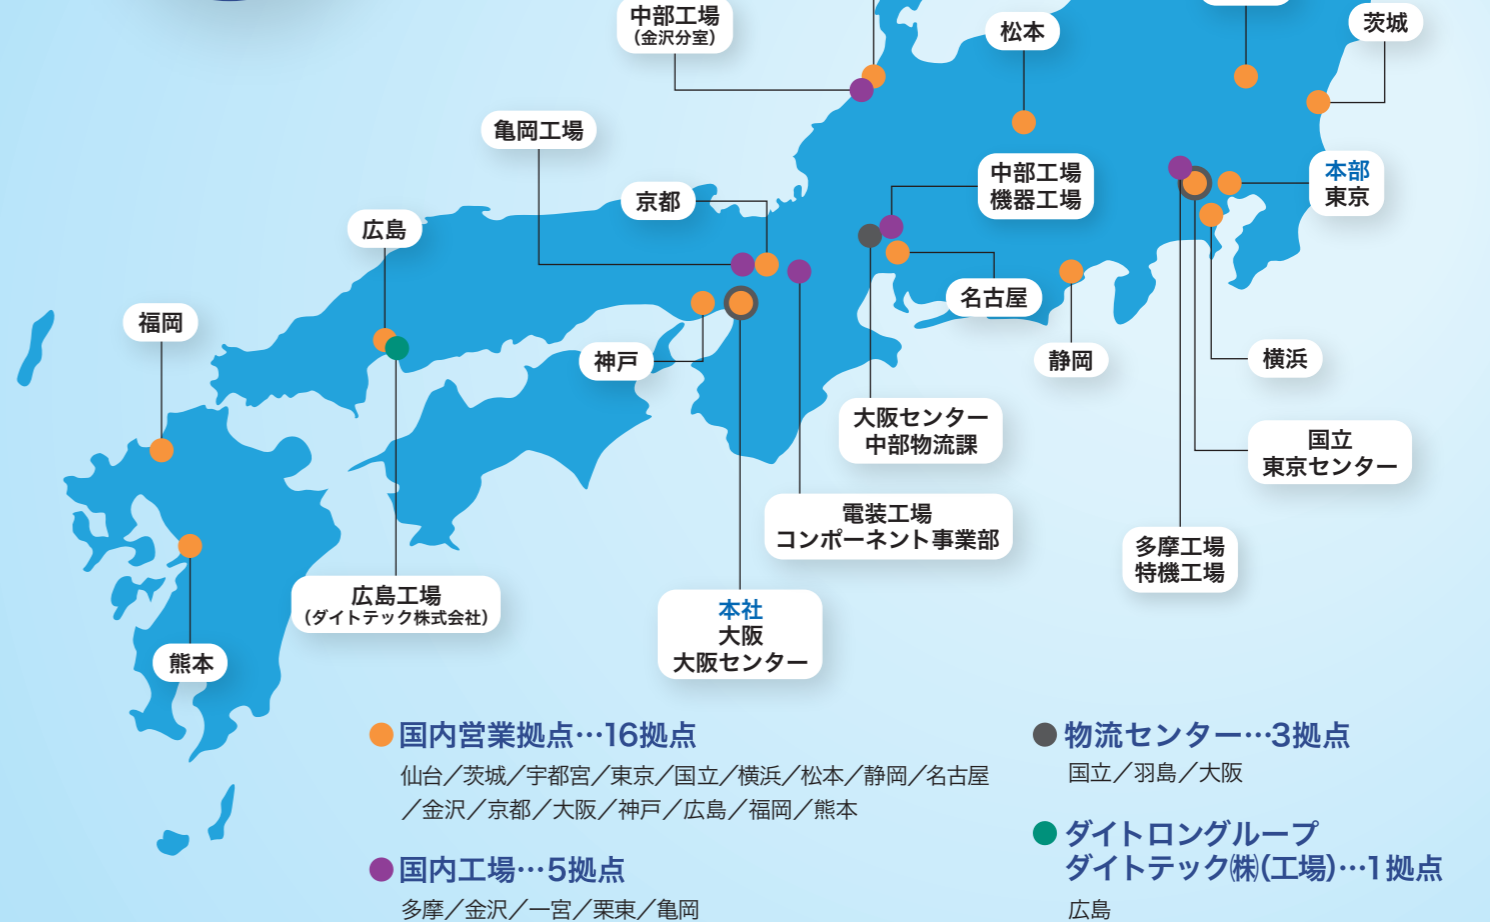 中部工場
（金沢分室）
松本
茨城
亀岡工場
京都
中部工場
機器工場
本部
東京
広島
福岡
神戸
名古屋
静岡
横浜
大阪センター
中部物流課
国立
東京センター
電装工場
コンポーネント事業部
多摩工場
特機工場
広島工場
（ダイトテック株式会社）
本社
大阪
大阪センター
熊本
国内営業拠点…16拠点
仙台／茨城／宇都宮／東京／国立／横浜／松本／静岡／名古屋
／金沢／京都／大阪／神戸／広島／福岡／熊本
国内工場…5拠点
多摩／金沢／一宮／栗東／亀岡
物流センター…3拠点
国立／羽島／大阪
ダイトロングループ
ダイトテック㈱(工場)…1拠点
広島